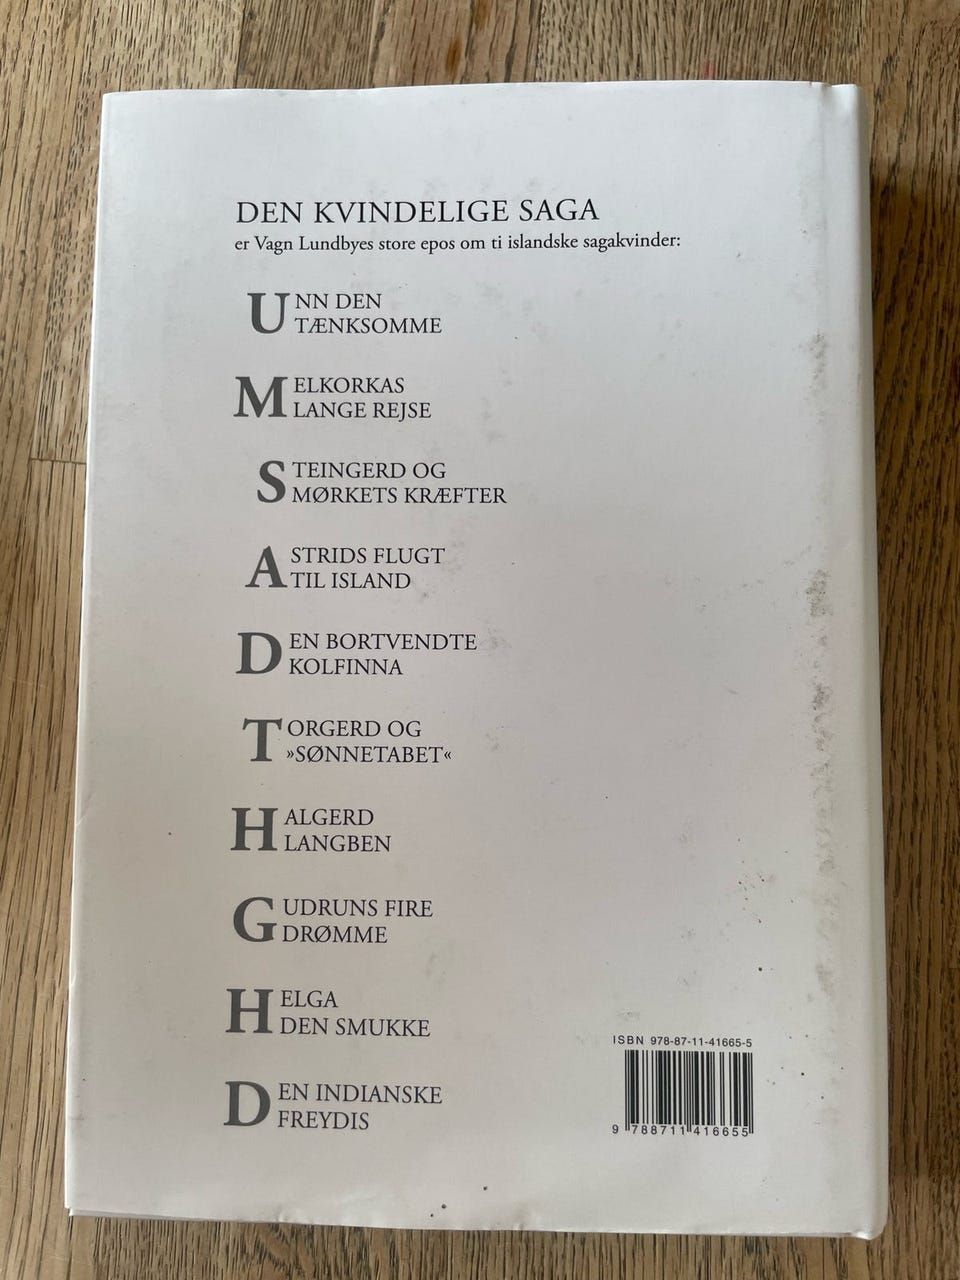 DEN KVINDELIGE SAGA
er Vagn Lundbyes store epos om ti islandske sagakvinder:
UNN DEN
TÆNKSOMME
MELKORKAS
LANGE REJSE
STEINGERD OG
MØRKETS KRÆFTER
ASTRIDS FLUGT
TIL ISLAND
DEN BORTVENDTE
KOLFINNA
TORGERD OG
»SØNNETABET«
HALGERD
LANGBEN
GUDRUNS FIRE
DRØMME
HELGA
DEN SMUKKE
DEN INDIANSKE
FREYDIS
ISBN 978-87-11-41665-5
9 788711 416655